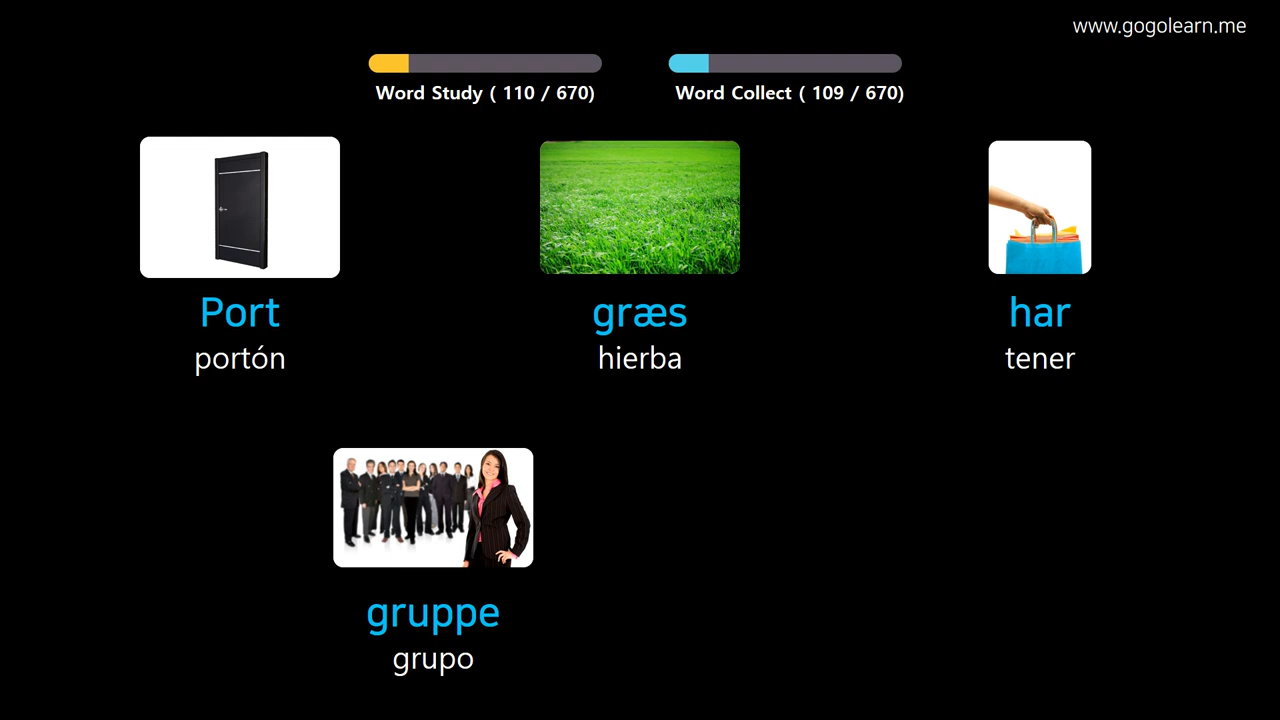 www.gogolearn.me
Word Study ( 110 / 670)
Word Collect ( 109 / 670)
Port
portón
græs
hierba
har
tener
gruppe
grupo